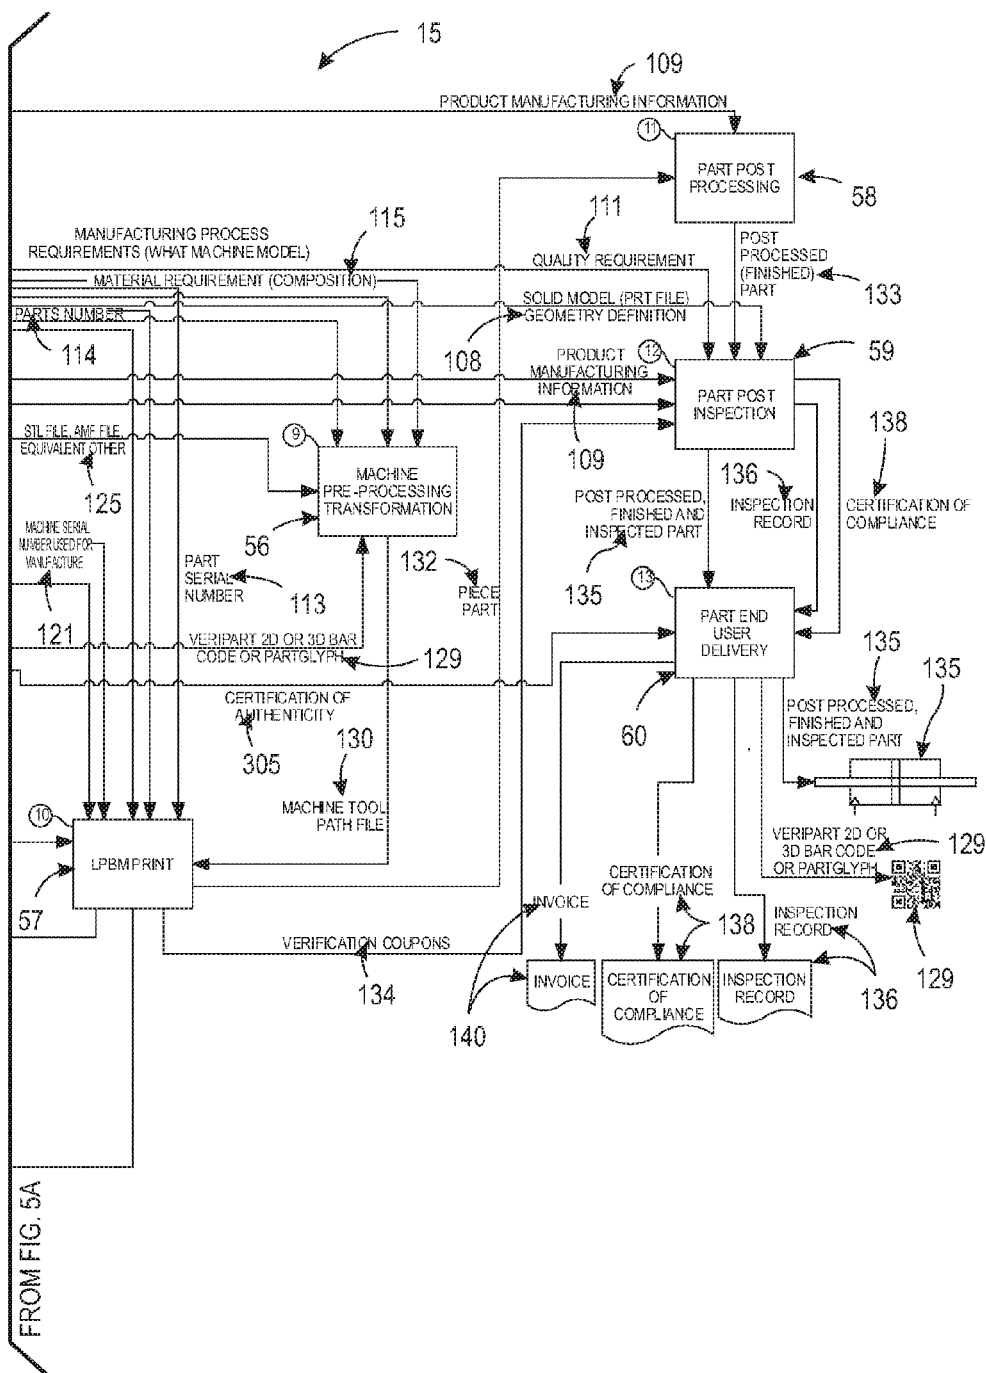 15
109
PRODUCT MANUFACTURING INFORMATION
11
PART POST
PROCESSING
58
115
111
MANUFACTURING PROCESS
REQUIREMENTS (WHAT MACHINE MODEL)
QUALITY REQUIREMENT
POST
PROCESSED
(FINISHED)
PART
133
MATERIAL REQUIREMENT (COMPOSITION)
SOLID MODEL (PRT FILE)
GEOMETRY DEFINITION
108
PARTS NUMBER
114
12
59
PRODUCT
MANUFACTURING
INFORMATION
109
PART POST
INSPECTION
138
STL FILE, AMF FILE,
EQUIVALENT OTHER
125
9
MACHINE
PRE-PROCESSING
TRANSFORMATION
56
136
INSPECTION
RECORD
CERTIFICATION OF
COMPLIANCE
POST PROCESSED,
FINISHED AND
INSPECTED PART
135
MACHINE SERIAL
NUMBER USED FOR
MANUFACTURE
121
PART
SERIAL
NUMBER
113
132
PIECE
PART
13
PART END
USER
DELIVERY
60
VERIPART 2D OR 3D BAR
CODE OR PARTGLYPH
129
CERTIFICATION OF
AUTHENTICITY
305
130
MACHINE TOOL
PATH FILE
135
POST PROCESSED,
FINISHED AND
INSPECTED PART
135
10
LPBM PRINT
57
VERIPART 2D OR
3D BAR CODE
OR PARTGLYPH
129
129
CERTIFICATION
OF COMPLIANCE
138
INVOICE
INSPECTION
RECORD
136
VERIFICATION COUPONS
134
140
INVOICE
CERTIFICATION
OF
COMPLIANCE
INSPECTION
RECORD
FROM FIG. 5A